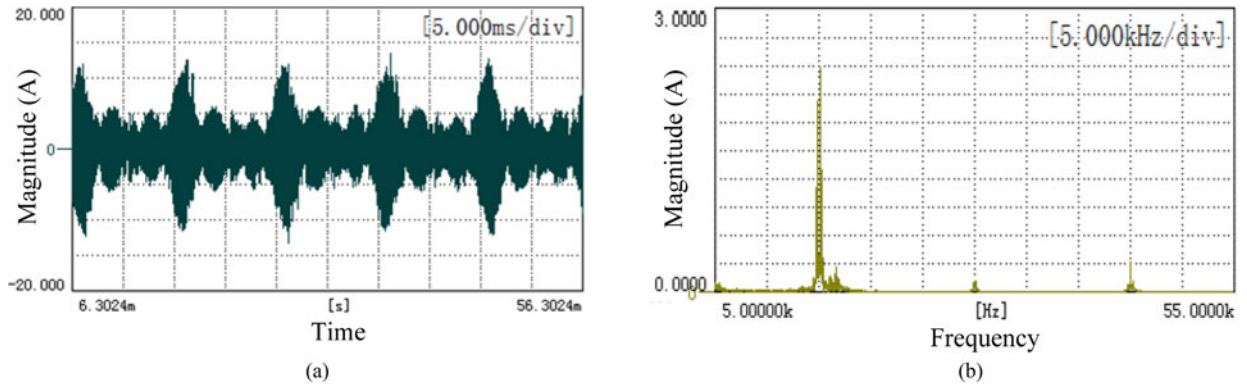 20.000
[5.000ms/div]
Magnitude (A)
0
-20.000
6.3024m
[s]
56.3024m
Time
(a)
3.0000
[5.000kHz/div]
Magnitude (A)
0.0000
0
5.00000k
[Hz]
55.0000k
Frequency
(b)